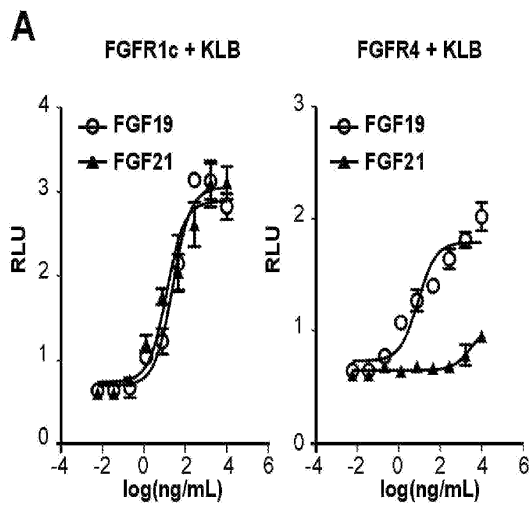 A
FGFR1c + KLB
FGFR4 + KLB
4
3
2
1
0
RLU
FGF19
FGF21
-4
-2
0
2
4
6
log(ng/mL)
3
2
1
0
RLU
FGF19
FGF21
-4
-2
0
2
4
6
log(ng/mL)